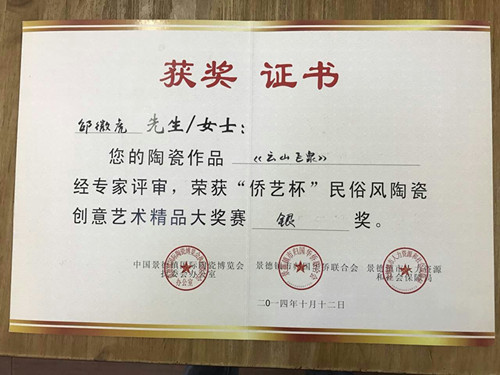 获奖 证书
邹徽虎 先生/女士：
您的陶瓷作品 《云山飞泉》
经专家评审，荣获“侨艺杯”民俗风陶瓷
创意艺术精品大奖赛 银 奖。
中国景德镇国际陶瓷博览会 景德镇市归国华侨联合会 景德镇市人力资源
执委会办公室 和社会保障局
二〇一四年十月十二日